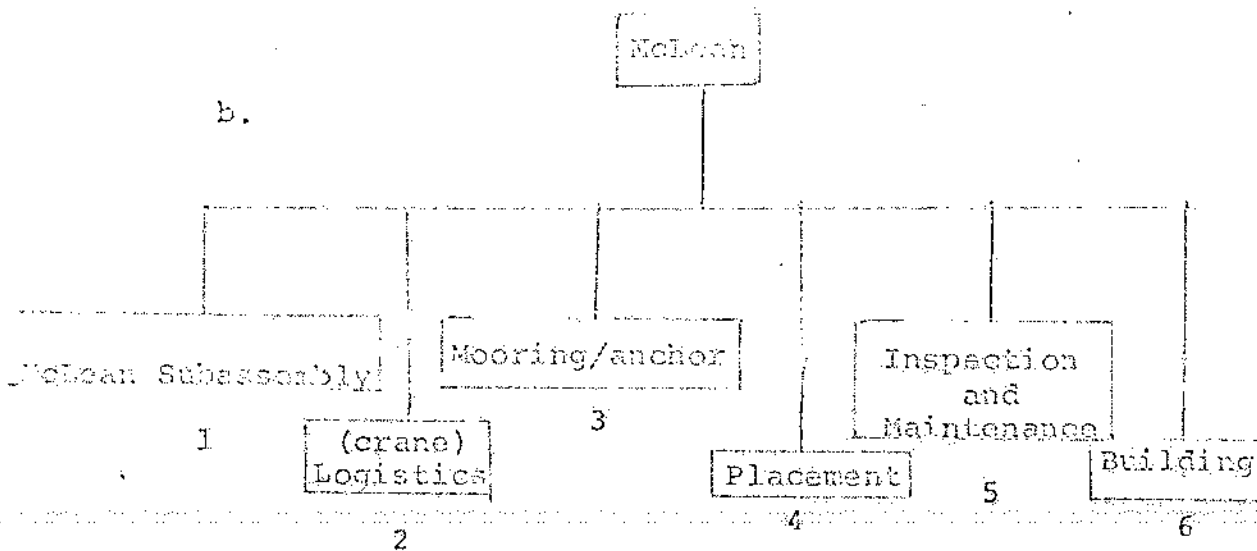 McLean
b.
McLean Subassembly
1
(crane)
Logistics
2
Mooring/anchor
3
Placement
4
Inspection
and
Maintenance
5
Building
6